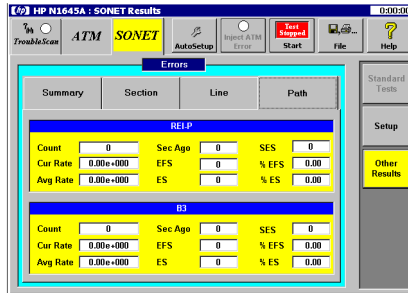 HP N1645A : SONET Results 0:00:00
TroubleScan ATM SONET AutoSetup Inject ATM Error Test Stopped Start File Help
Errors
Summary Section Line Path
Standard Tests
Setup
Other Results
REI-P
Count 0 Sec Ago 0 SES 0
Cur Rate 0.00e+000 EFS 0 % EFS 0.00
Avg Rate 0.00e+000 ES 0 % ES 0.00
B3
Count 0 Sec Ago 0 SES 0
Cur Rate 0.00e+000 EFS 0 % EFS 0.00
Avg Rate 0.00e+000 ES 0 % ES 0.00